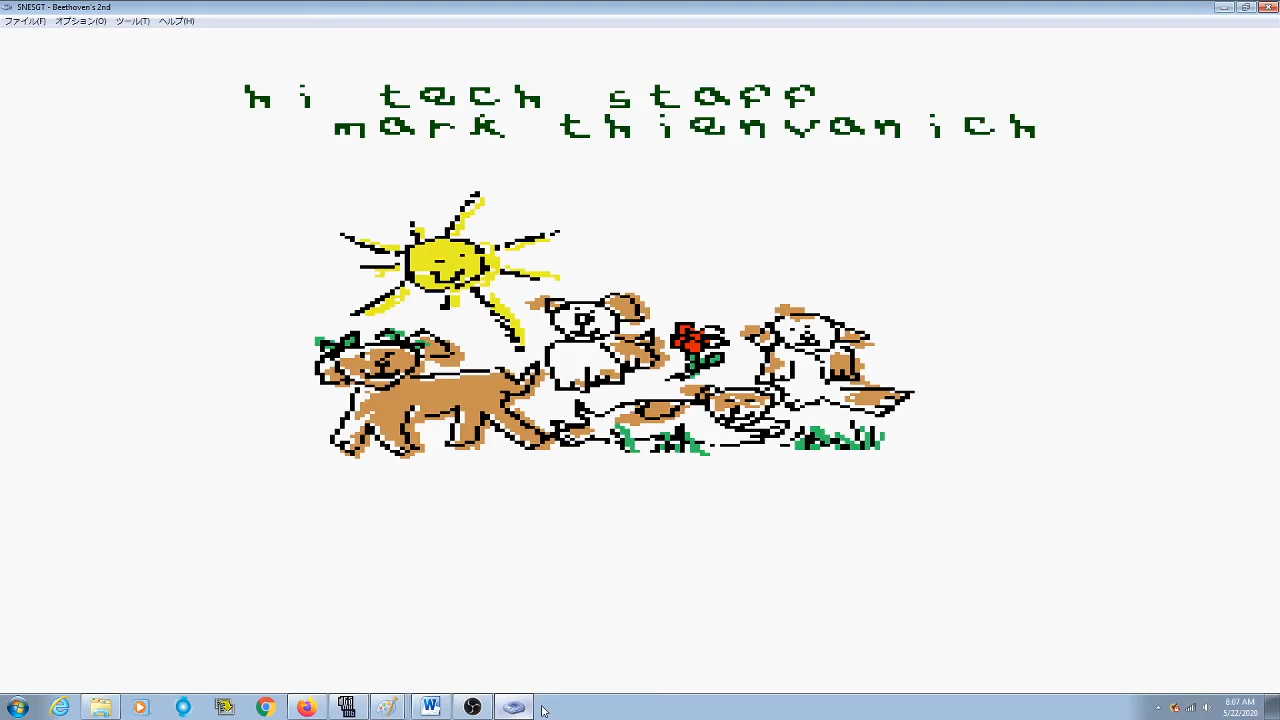 SNESGT - Beethoven's 2nd
ファイル(F) オプション(O) ツール(T) ヘルプ(H)
hi tech staff
mark thienvanich
8:07 AM
5/22/2020